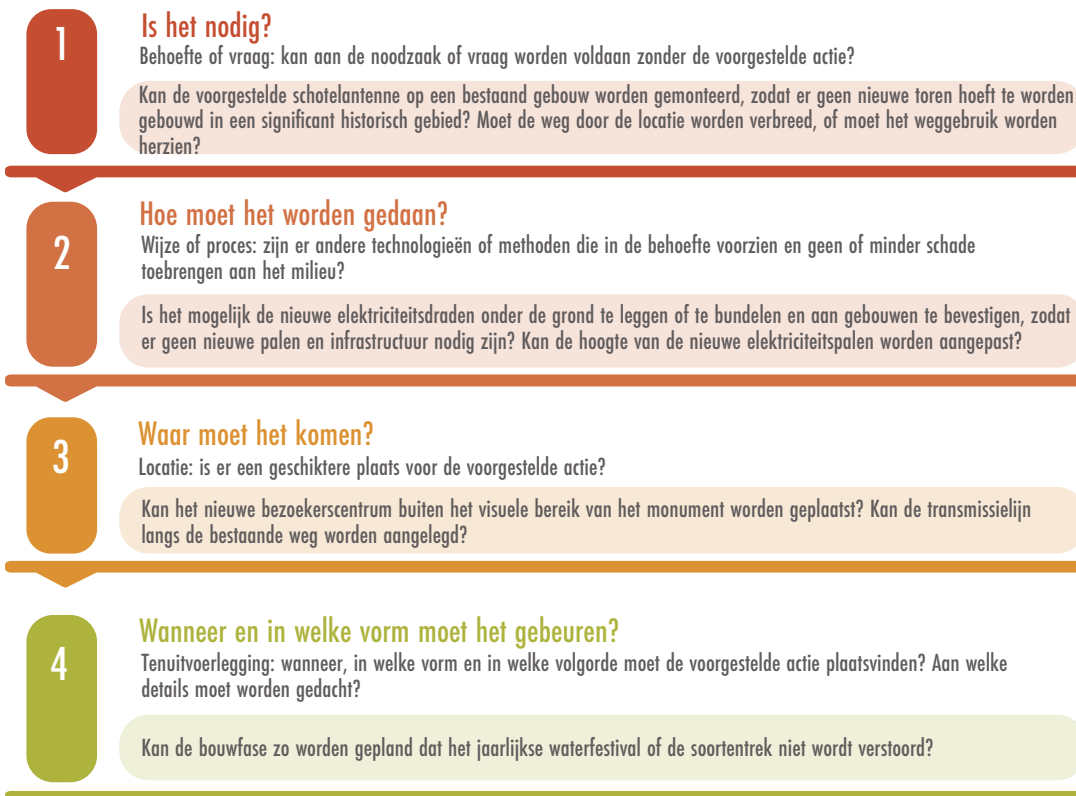 1
Is het nodig?
Behoefte of vraag: kan aan de noodzaak of vraag worden voldaan zonder de voorgestelde actie?
Kan de voorgestelde schotelantenne op een bestaand gebouw worden gemonteerd, zodat er geen nieuwe toren hoeft te worden
gebouwd in een significant historisch gebied? Moet de weg door de locatie worden verbreed, of moet het weggebruik worden
herzien?
2
Hoe moet het worden gedaan?
Wijze of proces: zijn er andere technologieën of methoden die in de behoefte voorzien en geen of minder schade
toebrengen aan het milieu?
Is het mogelijk de nieuwe elektriciteitsdraden onder de grond te leggen of te bundelen en aan gebouwen te bevestigen, zodat
er geen nieuwe palen en infrastructuur nodig zijn? Kan de hoogte van de nieuwe elektriciteitspalen worden aangepast?
3
Waar moet het komen?
Locatie: is er een geschiktere plaats voor de voorgestelde actie?
Kan het nieuwe bezoekerscentrum buiten het visuele bereik van het monument worden geplaatst? Kan de transmissielijn
langs de bestaande weg worden aangelegd?
4
Wanneer en in welke vorm moet het gebeuren?
Tenuitvoerlegging: wanneer, in welke vorm en in welke volgorde moet de voorgestelde actie plaatsvinden? Aan welke
details moet worden gedacht?
Kan de bouwfase zo worden gepland dat het jaarlijkse waterfestival of de soortentrek niet wordt verstoord?